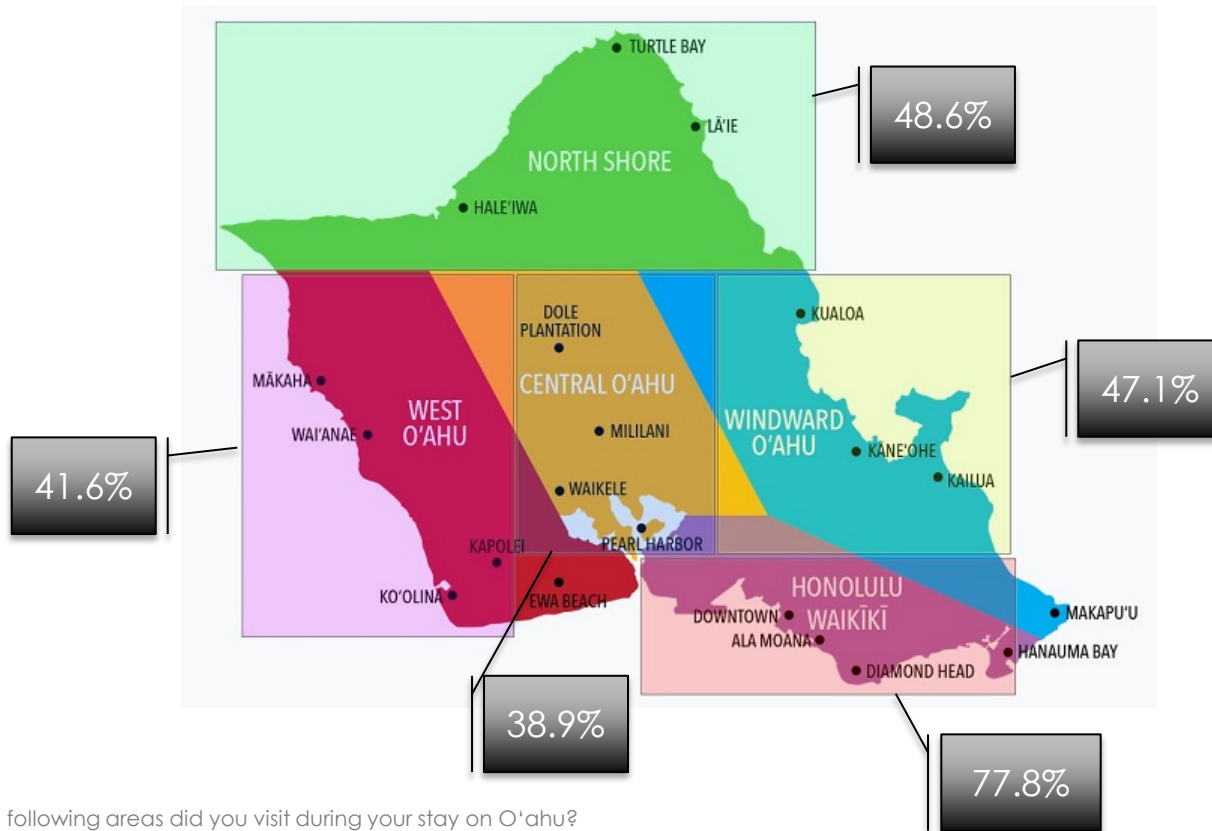 TURTLE BAY
48.6%
LĀ'IE
NORTH SHORE
HALE'IWA
DOLE
PLANTATION
KUALOA
MĀKAHA
CENTRAL O'AHU
47.1%
WEST
O'AHU
WINDWARD
O'AHU
WAI'ANAE
MILILANI
KĀNE'OHE
41.6%
WAIKELE
KAILUA
PEARL HARBOR
KAPOLEI
EWA BEACH
KO'OLINA
HONOLULU
WAIKĪKĪ
DOWNTOWN
MAKAPU'U
ALA MOANA
HANAUMA BAY
DIAMOND HEAD
38.9%
77.8%
following areas did you visit during your stay on Oʻahu?